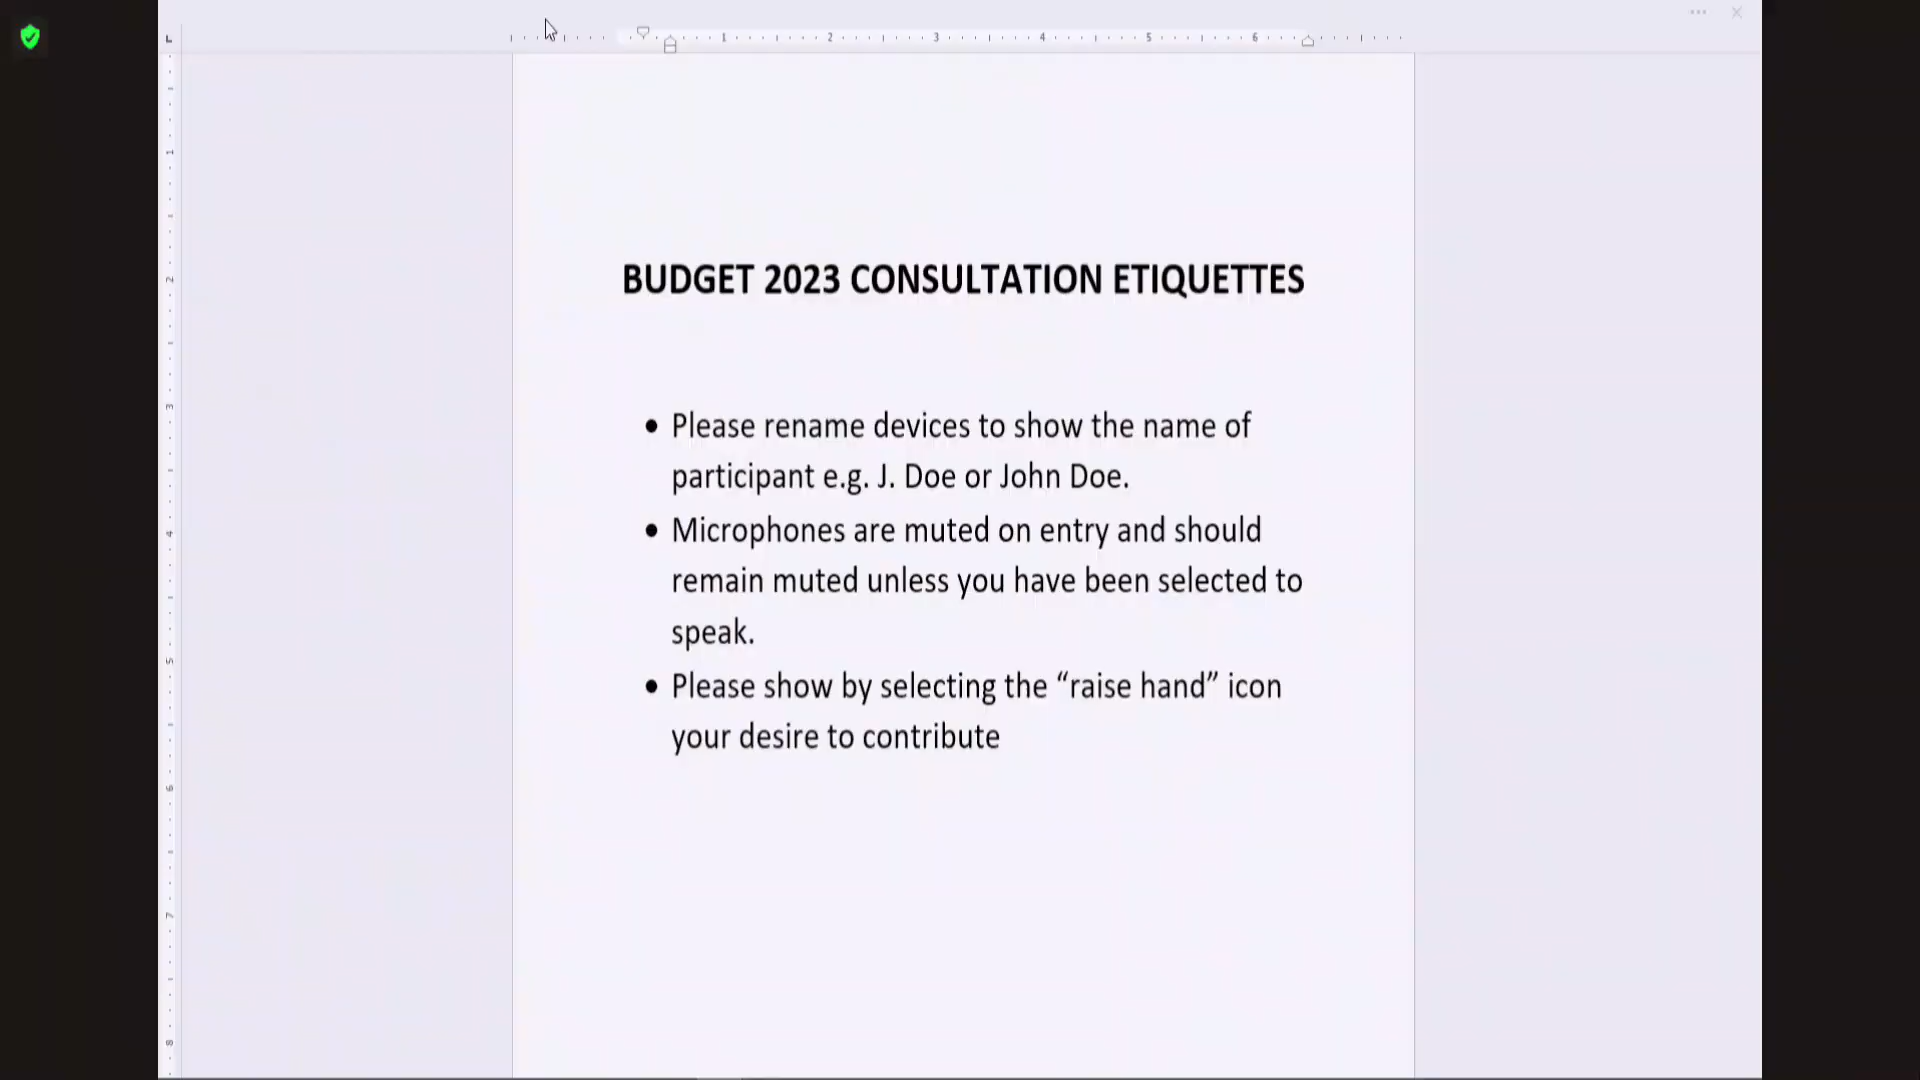 BUDGET 2023 CONSULTATION ETIQUETTES
• Please rename devices to show the name of
participant e.g. J. Doe or John Doe.
• Microphones are muted on entry and should
remain muted unless you have been selected to
speak.
• Please show by selecting the “raise hand” icon
your desire to contribute